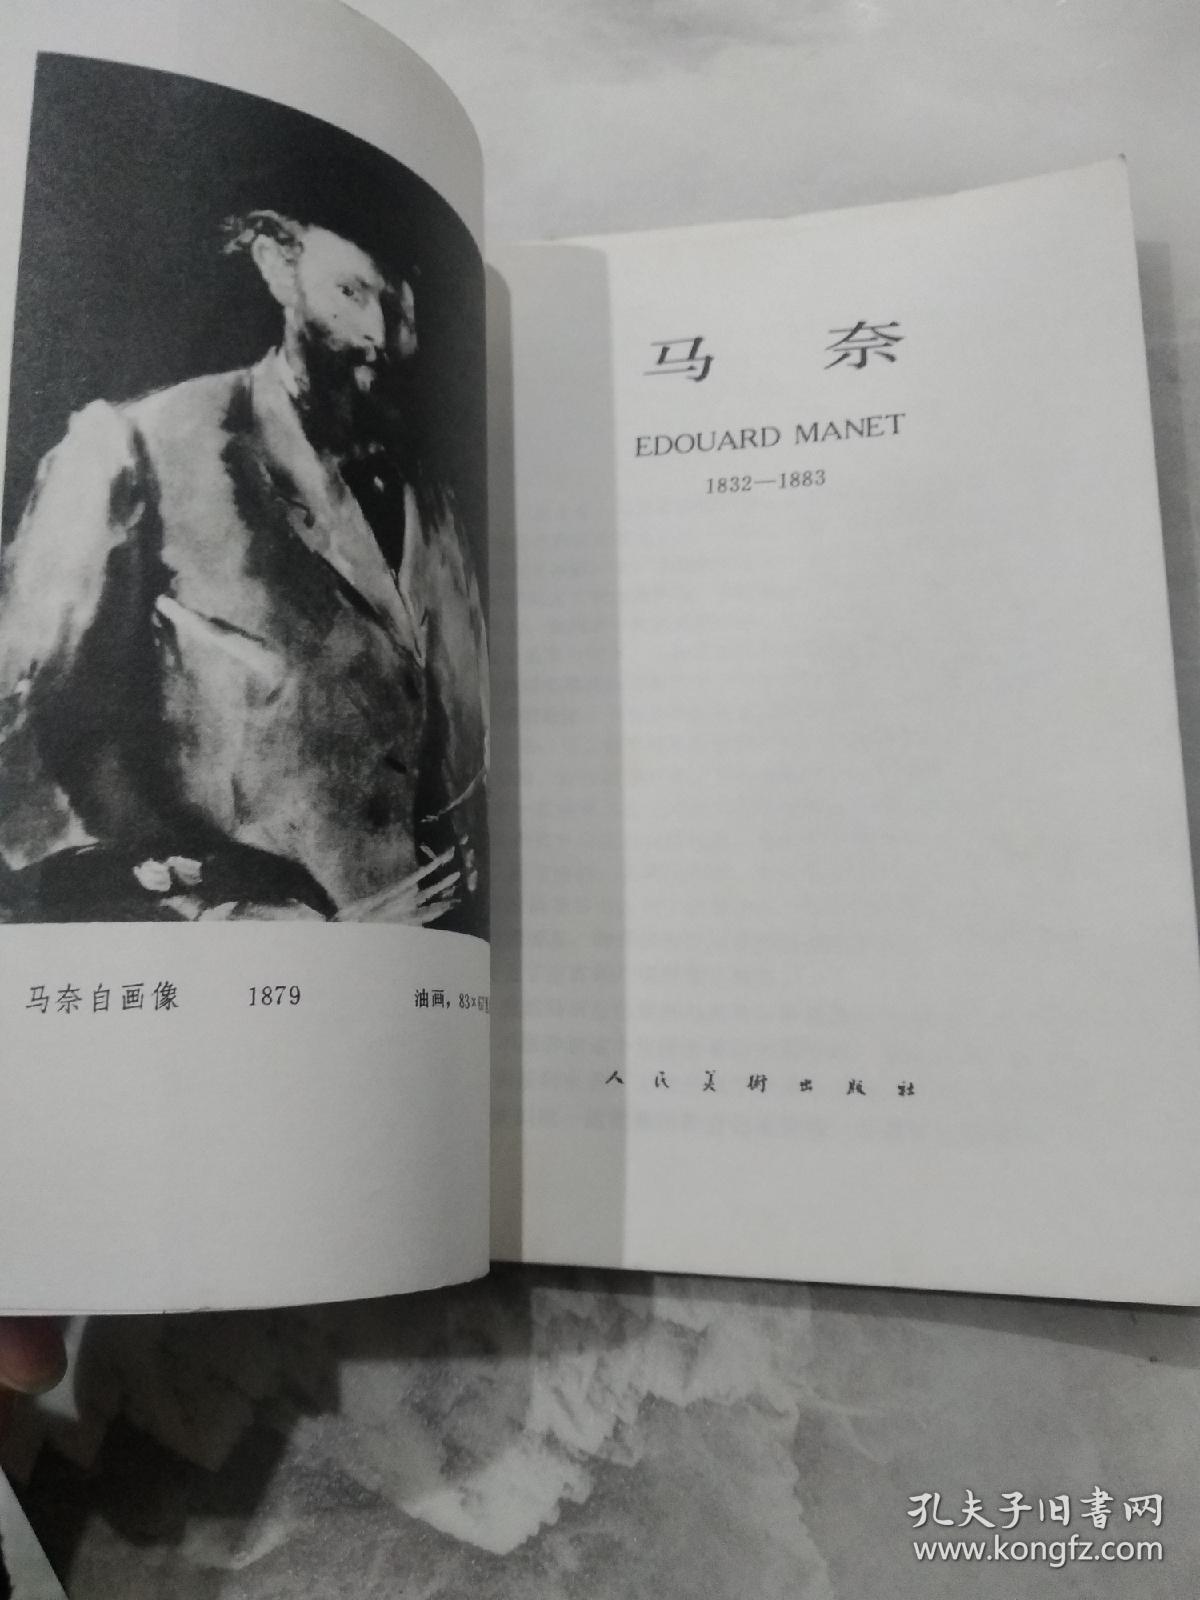 马奈自画像 1879 油画，83×67
马 奈
EDOUARD MANET
1832—1883
人民美術出版社
孔夫子旧書网
www.kongfz.com